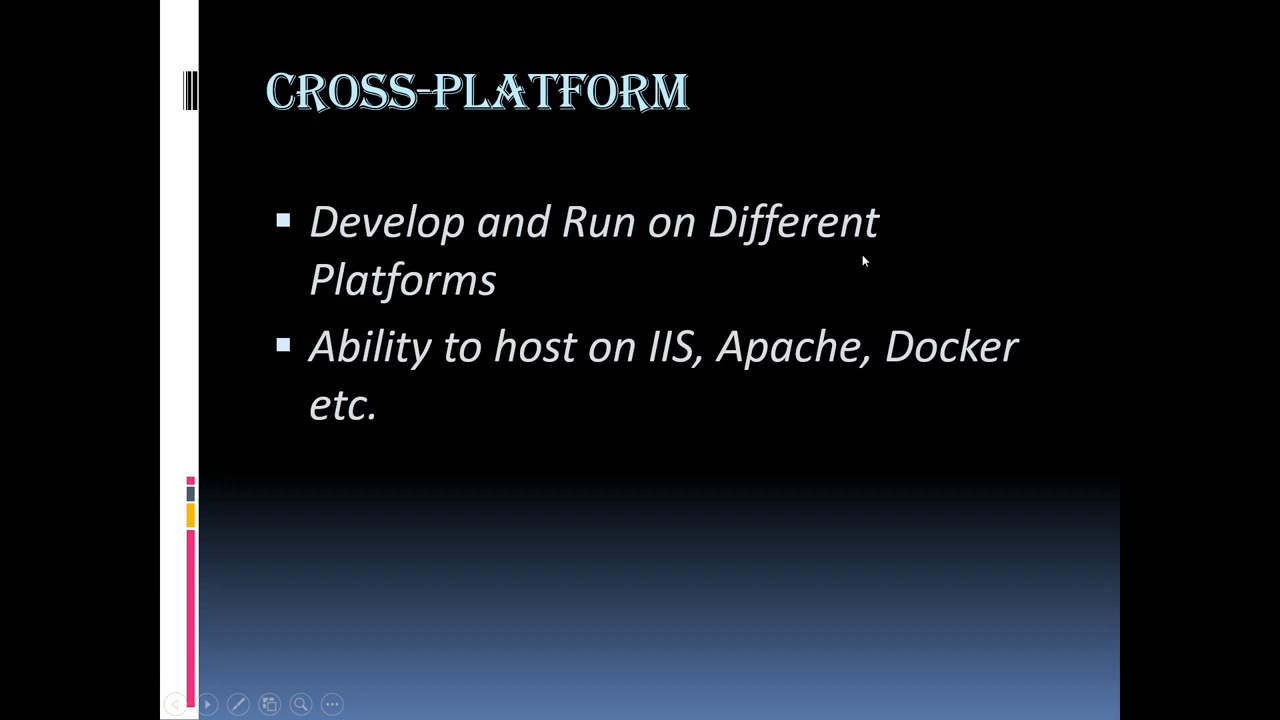 CROSS-PLATFORM
Develop and Run on Different
Platforms
Ability to host on IIS, Apache, Docker
etc.